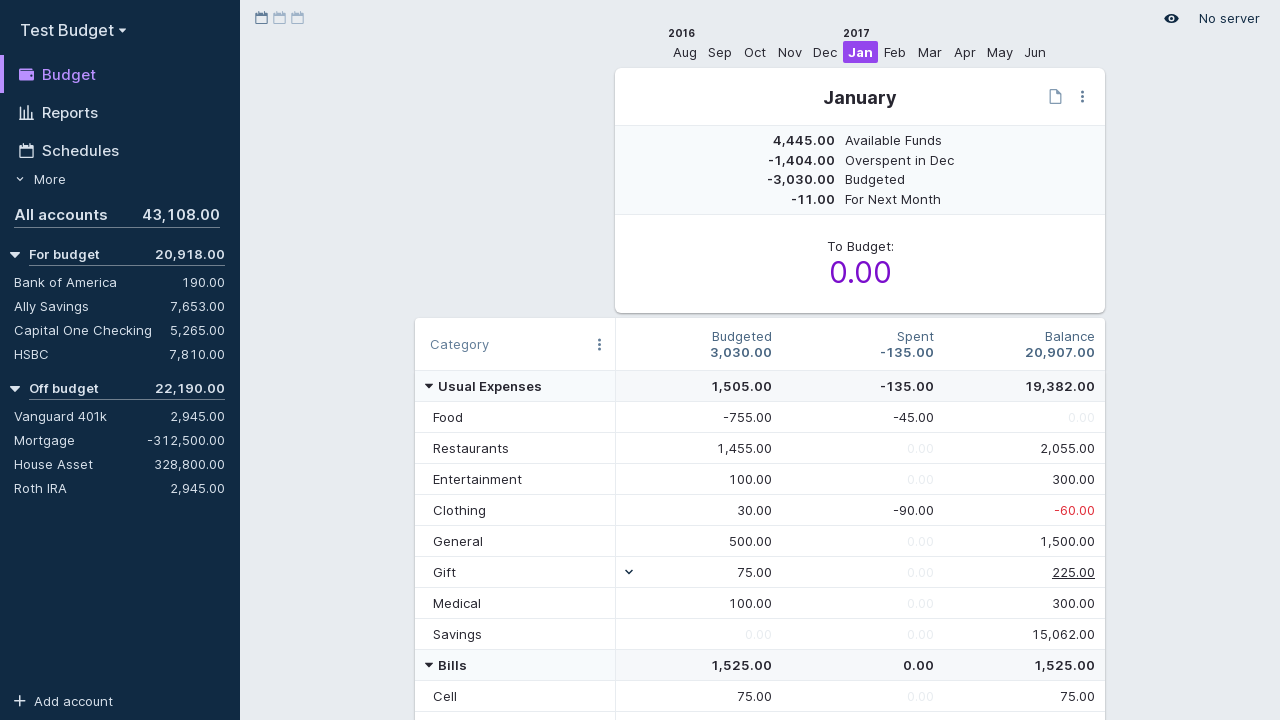 Test Budget
Budget
Reports
Schedules
More
All accounts 43,108.00
For budget 20,918.00
Bank of America 190.00
Ally Savings 7,653.00
Capital One Checking 5,265.00
HSBC 7,810.00
Off budget 22,190.00
Vanguard 401k 2,945.00
Mortgage -312,500.00
House Asset 328,800.00
Roth IRA 2,945.00
Add account
No server
2016 2017
Aug Sep Oct Nov Dec Jan Feb Mar Apr May Jun
January
4,445.00 Available Funds
-1,404.00 Overspent in Dec
-3,030.00 Budgeted
-11.00 For Next Month
To Budget:
0.00
Category Budgeted 3,030.00 Spent -135.00 Balance 20,907.00
Usual Expenses 1,505.00 -135.00 19,382.00
Food -755.00 -45.00 0.00
Restaurants 1,455.00 0.00 2,055.00
Entertainment 100.00 0.00 300.00
Clothing 30.00 -90.00 -60.00
General 500.00 0.00 1,500.00
Gift 75.00 0.00 225.00
Medical 100.00 0.00 300.00
Savings 0.00 0.00 15,062.00
Bills 1,525.00 0.00 1,525.00
Cell 75.00 0.00 75.00